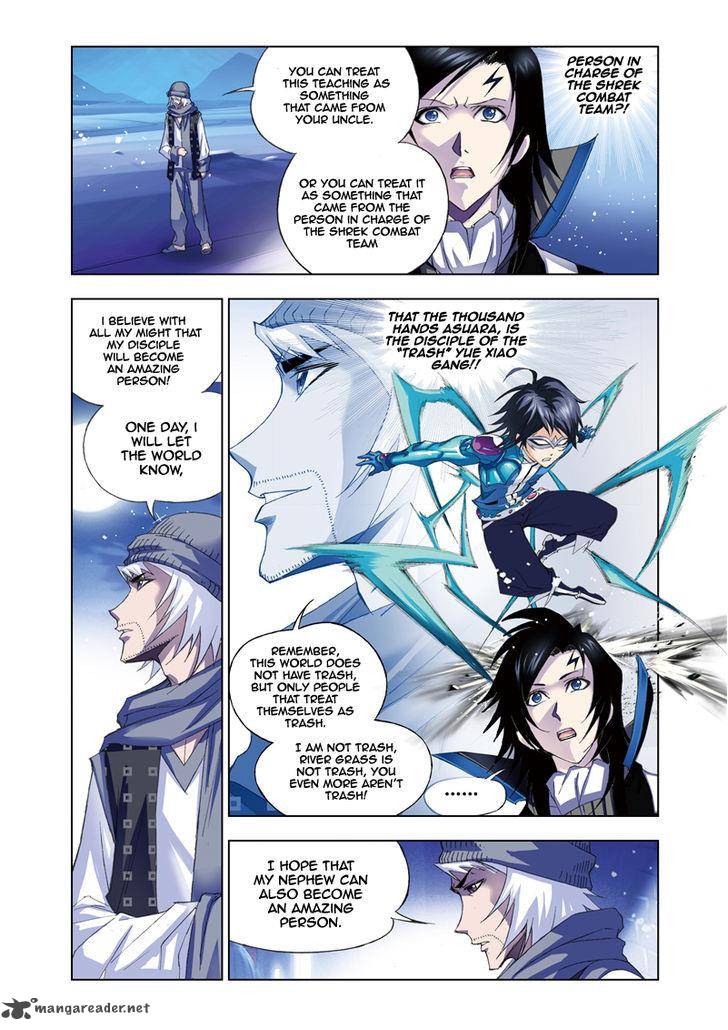 YOU CAN TREAT
THIS TEACHING AS
SOMETHING
THAT CAME FROM
YOUR UNCLE.
OR YOU CAN TREAT IT
AS SOMETHING THAT
CAME FROM THE
PERSON IN CHARGE OF
THE SHREK COMBAT
TEAM
PERSON IN
CHARGE OF
THE SHREK
COMBAT
TEAM?!
I BELIEVE WITH
ALL MY MIGHT THAT
MY DISCIPLE
WILL BECOME
AN AMAZING
PERSON!
ONE DAY, I
WILL LET
THE WORLD
KNOW,
THAT THE THOUSAND
HANDS ASUARA, IS
THE DISCIPLE OF THE
"TRASH" YUE XIAO
GANG!!
REMEMBER,
THIS WORLD DOES
NOT HAVE TRASH,
BUT ONLY PEOPLE
THAT TREAT
THEMSELVES AS
TRASH.
I AM NOT TRASH,
RIVER GRASS IS
NOT TRASH, YOU
EVEN MORE AREN'T
TRASH!
......
I HOPE THAT
MY NEPHEW CAN
ALSO BECOME
AN AMAZING
PERSON.
mangareader.net